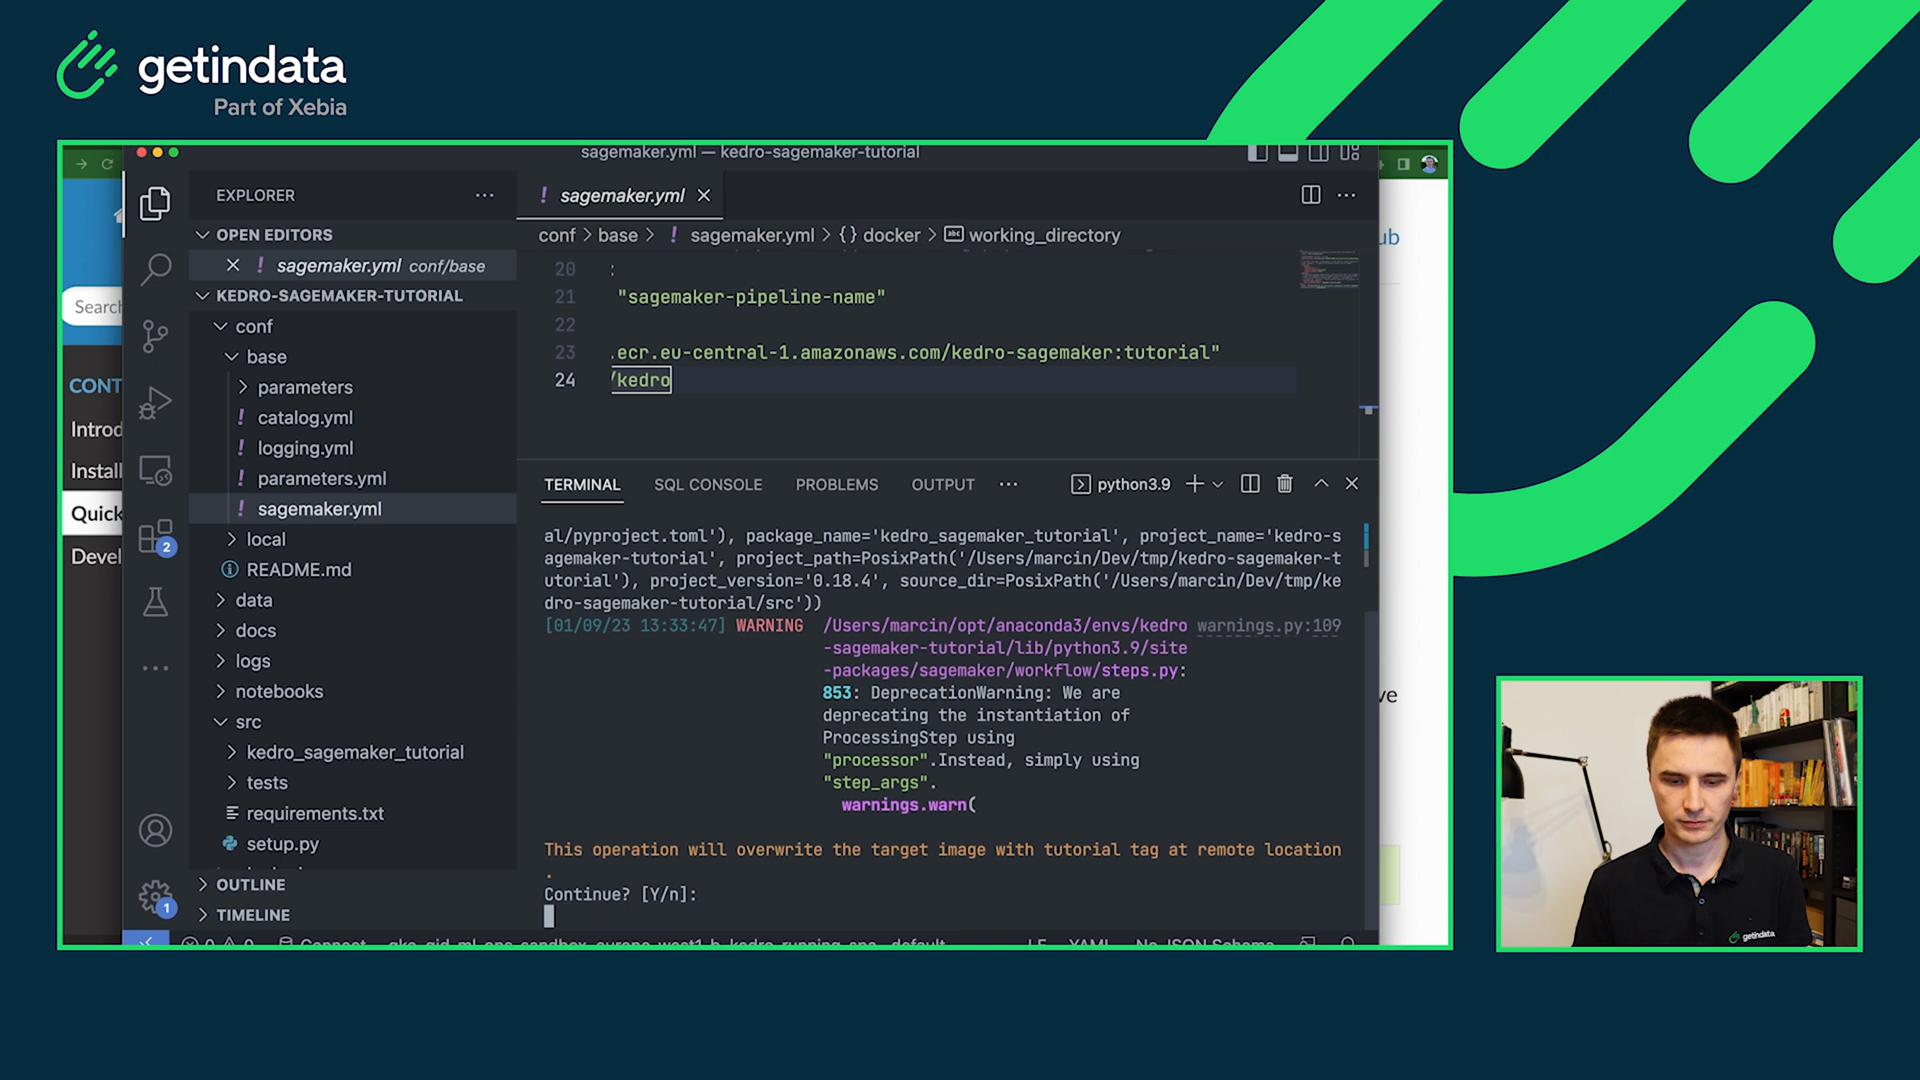 getindata
Part of Xebia
sagemaker.yml — kedro-sagemaker-tutorial
Search
CONT
Introd
Install
Quick
Devel
ub
ve
EXPLORER
OPEN EDITORS
sagemaker.yml conf/base
KEDRO-SAGEMAKER-TUTORIAL
conf
base
parameters
! catalog.yml
! logging.yml
! parameters.yml
! sagemaker.yml
local
README.md
data
docs
logs
notebooks
src
kedro_sagemaker_tutorial
tests
requirements.txt
setup.py
OUTLINE
TIMELINE
2
1
! sagemaker.yml
conf > base > ! sagemaker.yml > {} docker > working_directory
20 :
21 "sagemaker-pipeline-name"
22
23 .ecr.eu-central-1.amazonaws.com/kedro-sagemaker:tutorial"
24 /kedro
TERMINAL SQL CONSOLE PROBLEMS OUTPUT ··· python3.9
al/pyproject.toml'), package_name='kedro_sagemaker_tutorial', project_name='kedro-s
agemaker-tutorial', project_path=PosixPath('/Users/marcin/Dev/tmp/kedro-sagemaker-t
utorial'), project_version='0.18.4', source_dir=PosixPath('/Users/marcin/Dev/tmp/ke
dro-sagemaker-tutorial/src'))
[01/09/23 13:33:47] WARNING /Users/marcin/opt/anaconda3/envs/kedro warnings.py:109
-sagemaker-tutorial/lib/python3.9/site
-packages/sagemaker/workflow/steps.py:
853: DeprecationWarning: We are
deprecating the instantiation of
ProcessingStep using
"processor".Instead, simply using
"step_args".
warnings.warn(
This operation will overwrite the target image with tutorial tag at remote location
.
Continue? [Y/n]:
getindata